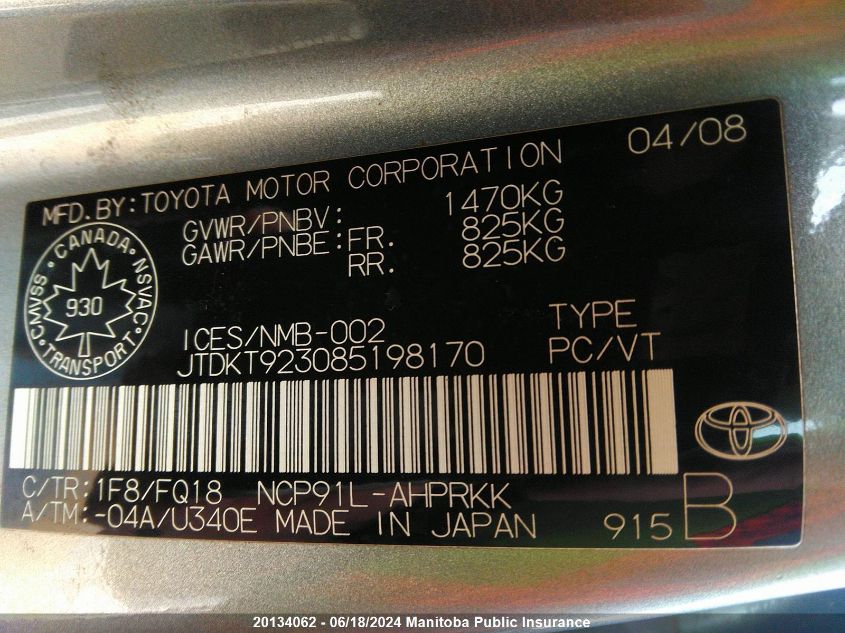 04/08
MFD.BY:TOYOTA MOTOR CORPORATION
GVWR/PNBV: 1470KG
GAWR/PNBE:FR. 825KG
RR. 825KG
CANADA
CMVSS NSVAC
930
TRANSPORT
ICES/NMB-002 TYPE
JTDKT923085198170 PC/VT
C/TR:1F8/FQ18 NCP91L-AHPRKK
A/TM:-04A/U340E MADE IN JAPAN 915B
20134062 - 06/18/2024 Manitoba Public Insurance